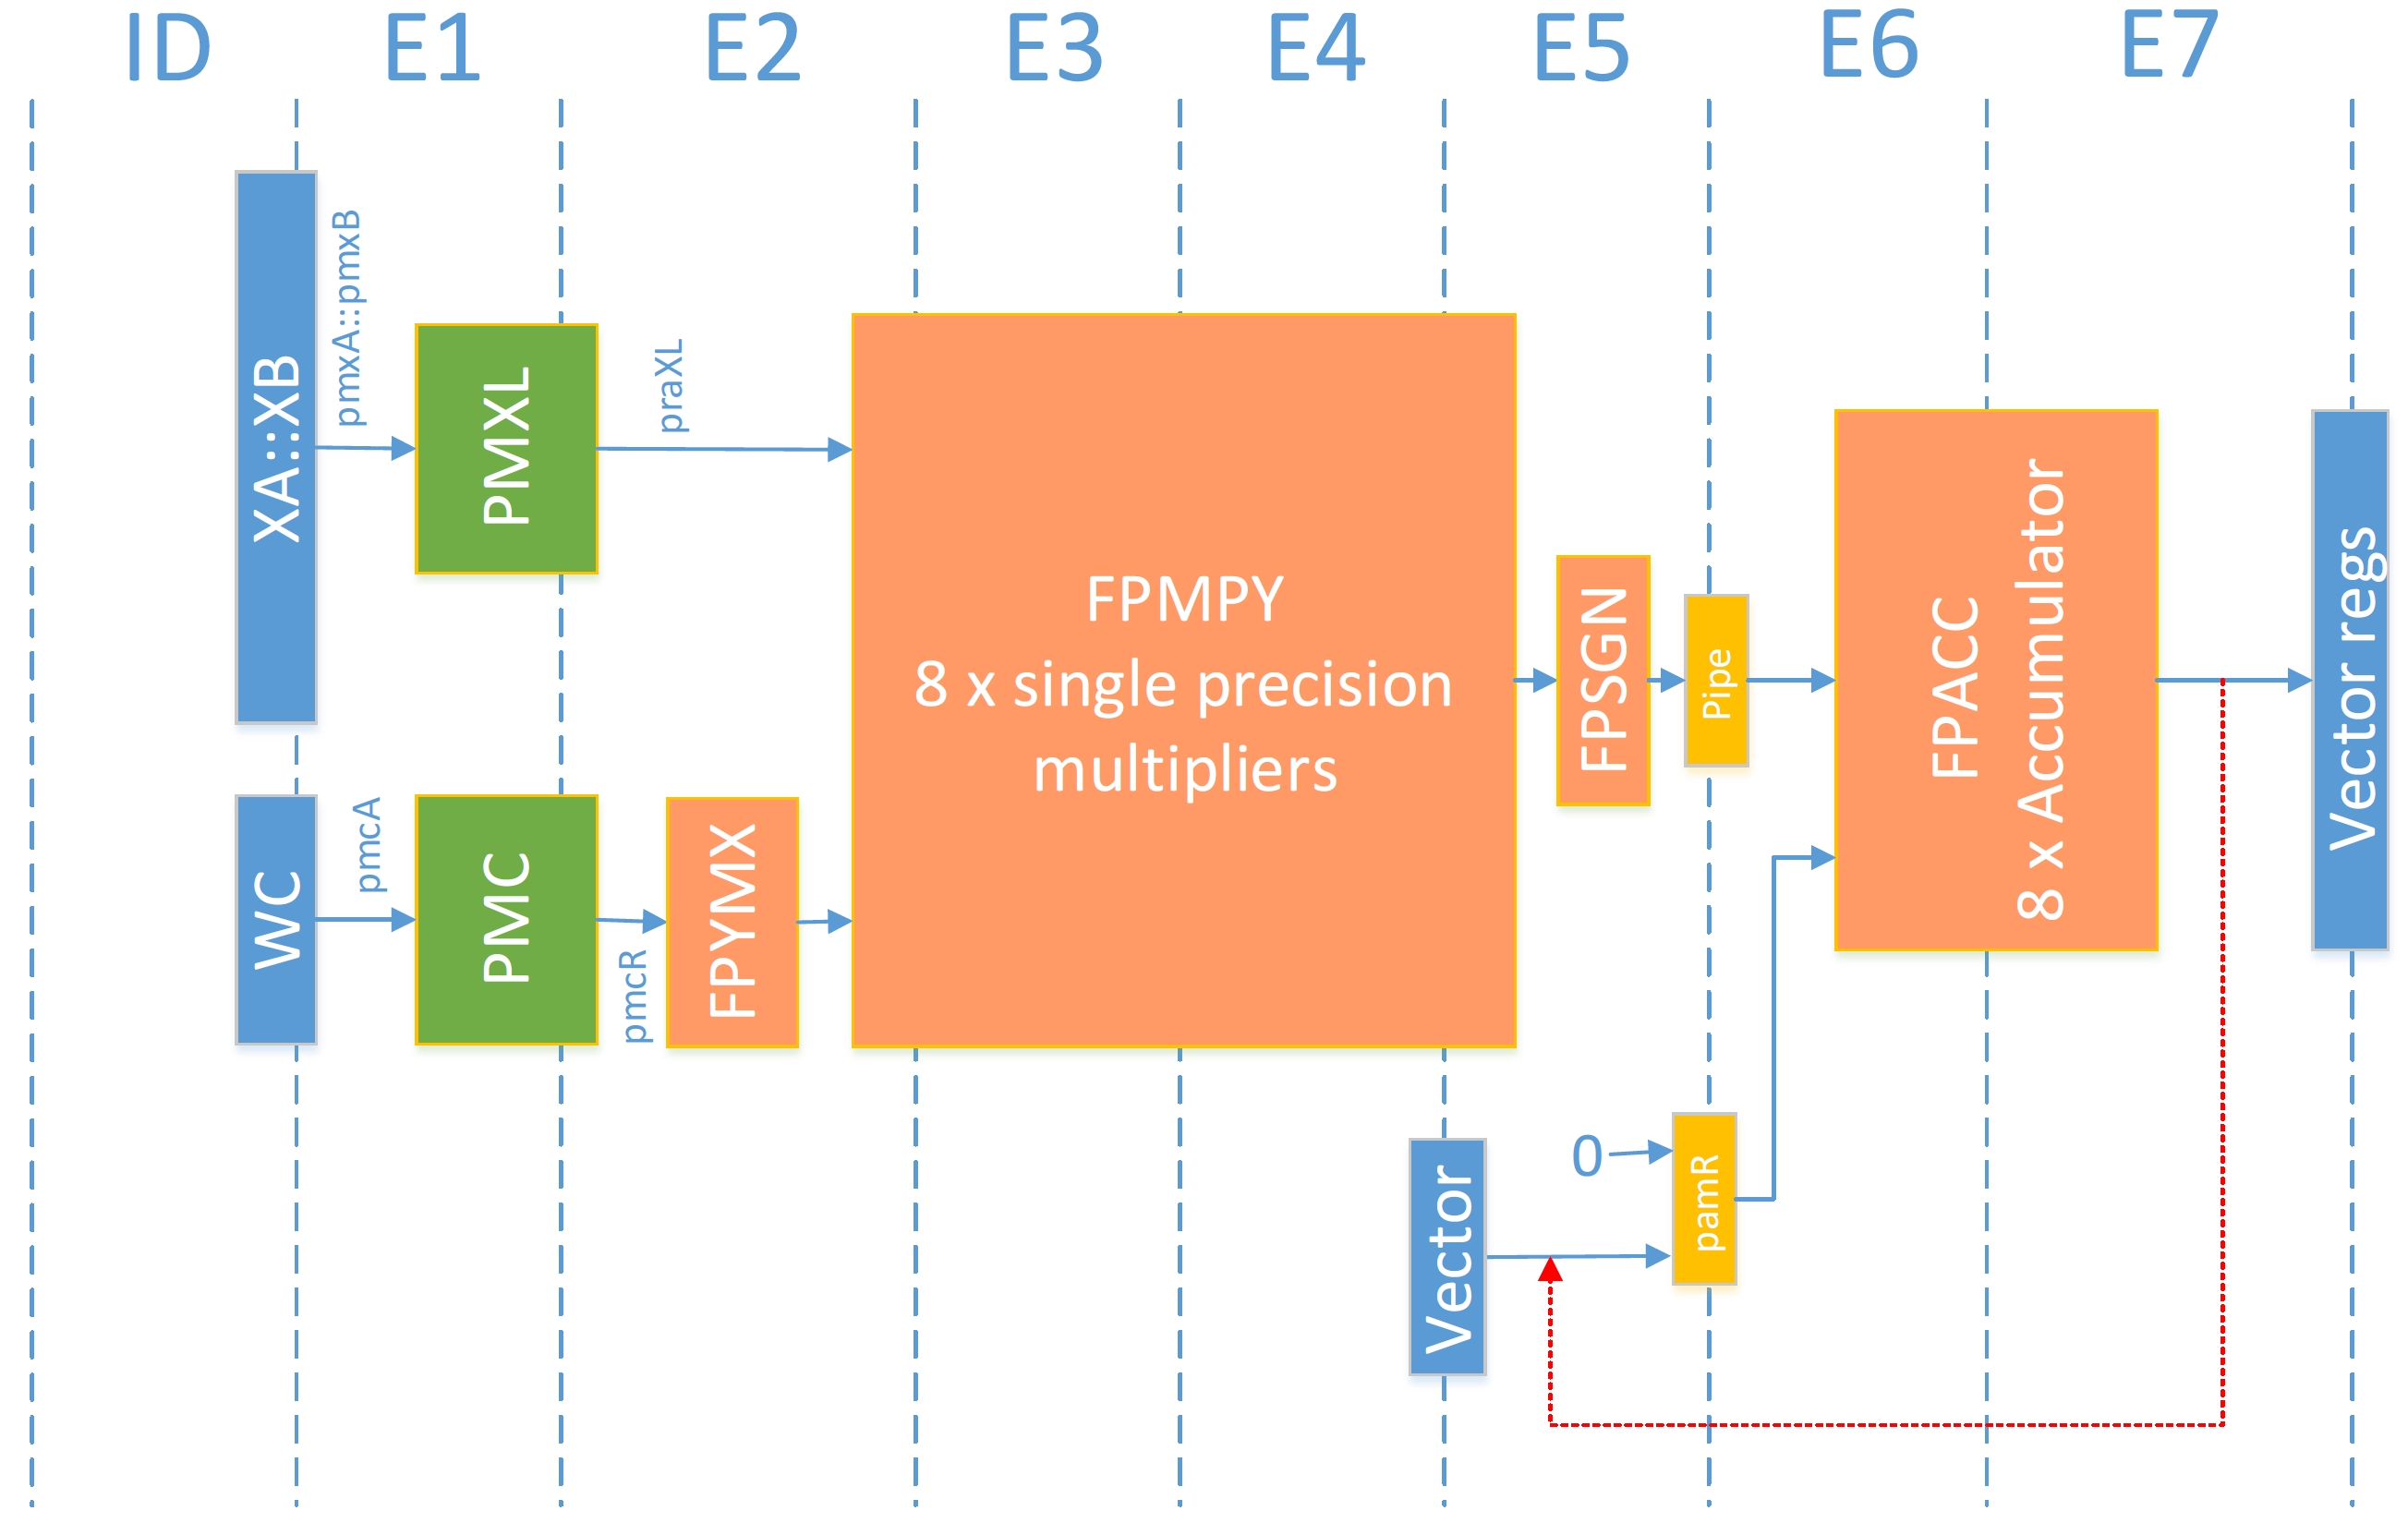 ID E1 E2 E3 E4 E5 E6 E7
XA::XB
pmxA::pmxB
PMXL
praXL
WC
pmcA
PMC
pmcR
FPYMX
FPMPY
8 x single precision
multipliers
FPSGN
Pipe
FPACC
8 x Accumulator
Vector regs
Vector
0
pamR